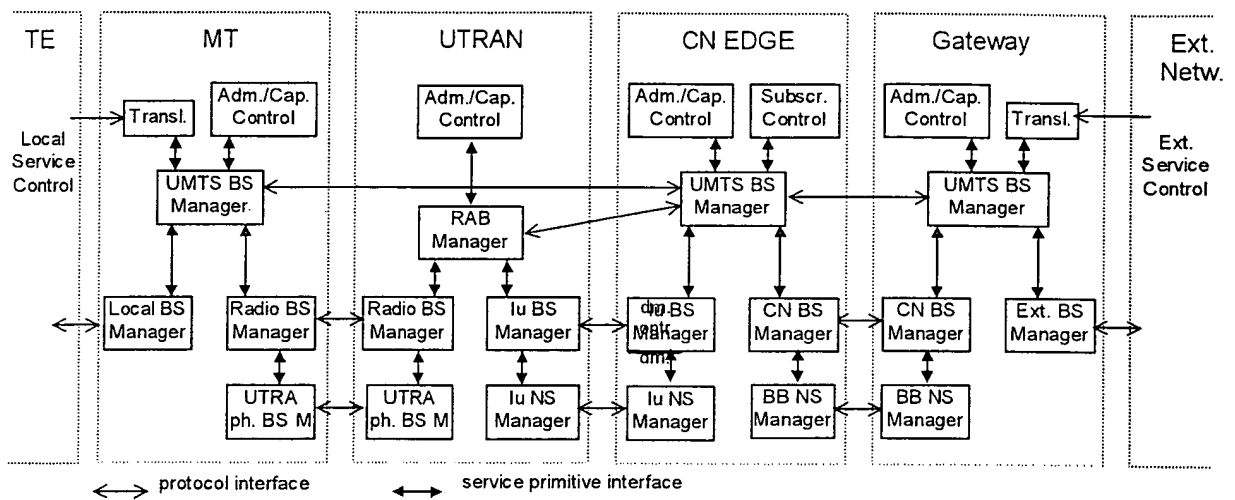 TE
MT
UTRAN
CN EDGE
Gateway
Ext.
Netw.
Adm./Cap.
Control
Transl.
Adm./Cap.
Control
Adm./Cap.
Control
Subscr.
Control
Adm./Cap.
Control
Transl.
Local
Service
Control
Ext.
Service
Control
UMTS BS
Manager
UMTS BS
Manager
UMTS BS
Manager
RAB
Manager
Local BS
Manager
Radio BS
Manager
Radio BS
Manager
Iu BS
Manager
Iu BS
Manager
CN BS
Manager
CN BS
Manager
Ext. BS
Manager
UTRA
ph. BS M
UTRA
ph. BS M
Iu NS
Manager
Iu NS
Manager
BB NS
Manager
BB NS
Manager
protocol interface
service primitive interface